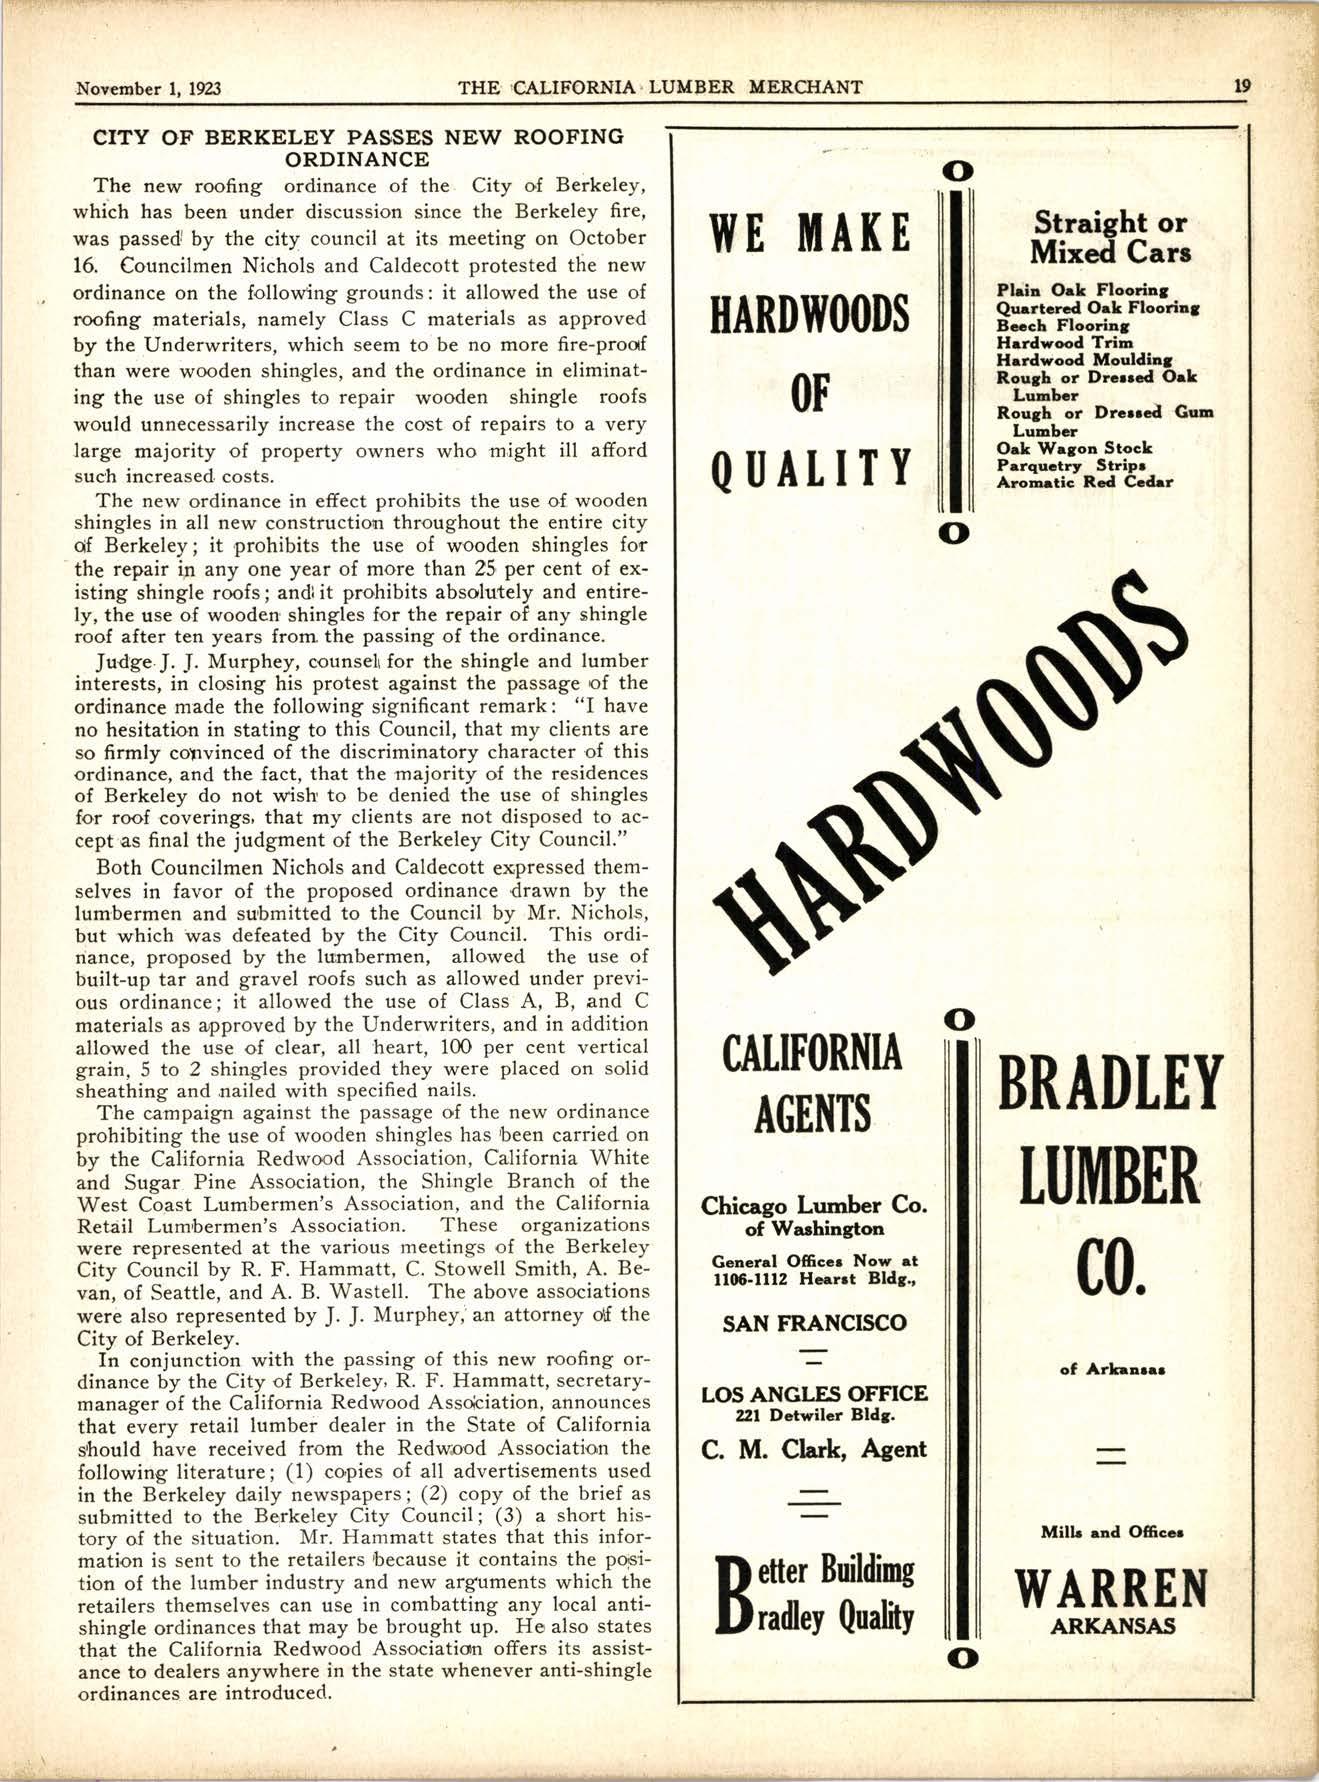 November 1, 1923
THE CALIFORNIA LUMBER MERCHANT
19
CITY OF BERKELEY PASSES NEW ROOFING
ORDINANCE
The new roofing ordinance of the City of Berkeley,
which has been under discussion since the Berkeley fire,
was passed by the city council at its meeting on October
16. Councilmen Nichols and Caldecott protested the new
ordinance on the following grounds: it allowed the use of
roofing materials, namely Class C materials as approved
by the Underwriters, which seem to be no more fire-proof
than were wooden shingles, and the ordinance in eliminat-
ing the use of shingles to repair wooden shingle roofs
would unnecessarily increase the cost of repairs to a very
large majority of property owners who might ill afford
such increased costs.
The new ordinance in effect prohibits the use of wooden
shingles in all new construction throughout the entire city
of Berkeley; it prohibits the use of wooden shingles for
the repair in any one year of more than 25 per cent of ex-
isting shingle roofs; and it prohibits absolutely and entire-
ly, the use of wooden shingles for the repair of any shingle
roof after ten years from the passing of the ordinance.
Judge J. J. Murphey, counsel for the shingle and lumber
interests, in closing his protest against the passage of the
ordinance made the following significant remark: "I have
no hesitation in stating to this Council, that my clients are
so firmly convinced of the discriminatory character of this
ordinance, and the fact, that the majority of the residences
of Berkeley do not wish to be denied the use of shingles
for roof coverings, that my clients are not disposed to ac-
cept as final the judgment of the Berkeley City Council."
Both Councilmen Nichols and Caldecott expressed them-
selves in favor of the proposed ordinance drawn by the
lumbermen and submitted to the Council by Mr. Nichols,
but which was defeated by the City Council. This ordi-
nance, proposed by the lumbermen, allowed the use of
built-up tar and gravel roofs such as allowed under previ-
ous ordinance; it allowed the use of Class A, B, and C
materials as approved by the Underwriters, and in addition
allowed the use of clear, all heart, 100 per cent vertical
grain, 5 to 2 shingles provided they were placed on solid
sheathing and nailed with specified nails.
The campaign against the passage of the new ordinance
prohibiting the use of wooden shingles has been carried on
by the California Redwood Association, California White
and Sugar Pine Association, the Shingle Branch of the
West Coast Lumbermen's Association, and the California
Retail Lumbermen's Association. These organizations
were represented at the various meetings of the Berkeley
City Council by R. F. Hammatt, C. Stowell Smith, A. Be-
van, of Seattle, and A. B. Wastell. The above associations
were also represented by J. J. Murphey, an attorney of the
City of Berkeley.
In conjunction with the passing of this new roofing or-
dinance by the City of Berkeley, R. F. Hammatt, secretary-
manager of the California Redwood Association, announces
that every retail lumber dealer in the State of California
should have received from the Redwood Association the
following literature; (1) copies of all advertisements used
in the Berkeley daily newspapers; (2) copy of the brief as
submitted to the Berkeley City Council; (3) a short his-
tory of the situation. Mr. Hammatt states that this infor-
mation is sent to the retailers because it contains the posi-
tion of the lumber industry and new arguments which the
retailers themselves can use in combatting any local anti-
shingle ordinances that may be brought up. He also states
that the California Redwood Association offers its assist-
ance to dealers anywhere in the state whenever anti-shingle
ordinances are introduced.
WE MAKE
HARDWOODS
OF
QUALITY
Straight or
Mixed Cars
Plain Oak Flooring
Quartered Oak Flooring
Beech Flooring
Hardwood Trim
Hardwood Moulding
Rough or Dressed Oak
Lumber
Rough or Dressed Gum
Lumber
Oak Wagon Stock
Parquetry Strips
Aromatic Red Cedar
HARDWOODS
CALIFORNIA
AGENTS
Chicago Lumber Co.
of Washington
General Offices Now at
1106-1112 Hearst Bldg.,
SAN FRANCISCO
LOS ANGLES OFFICE
221 Detwiler Bldg.
C. M. Clark, Agent
Better Buildimg
Bradley Quality
BRADLEY
LUMBER
CO.
of Arkansas
Mills and Offices
WARREN
ARKANSAS